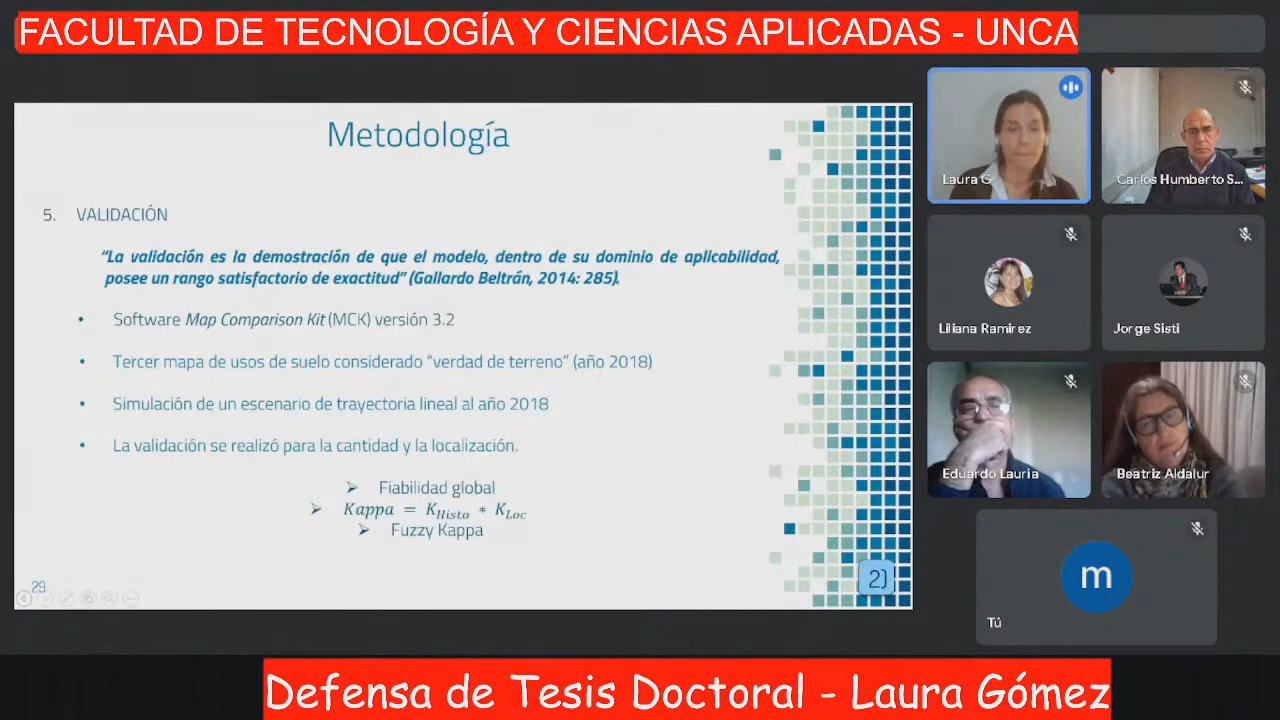 FACULTAD DE TECNOLOGÍA Y CIENCIAS APLICADAS - UNCA
Metodología
5. VALIDACIÓN
“La validación es la demostración de que el modelo, dentro de su dominio de aplicabilidad,
posee un rango satisfactorio de exactitud” (Gallardo Beltrán, 2014: 285).
• Software Map Comparison Kit (MCK) versión 3.2
• Tercer mapa de usos de suelo considerado “verdad de terreno” (año 2018)
• Simulación de un escenario de trayectoria lineal al año 2018
• La validación se realizó para la cantidad y la localización.
➢ Fiabilidad global
➢ Kappa = K_Histo * K_Loc
➢ Fuzzy Kappa
29
2)
Laura G
Carlos Humberto S...
Liliana Ramirez
Jorge Sisti
Eduardo Lauria
Beatriz Aldalur
m
Tú
Defensa de Tesis Doctoral - Laura Gómez